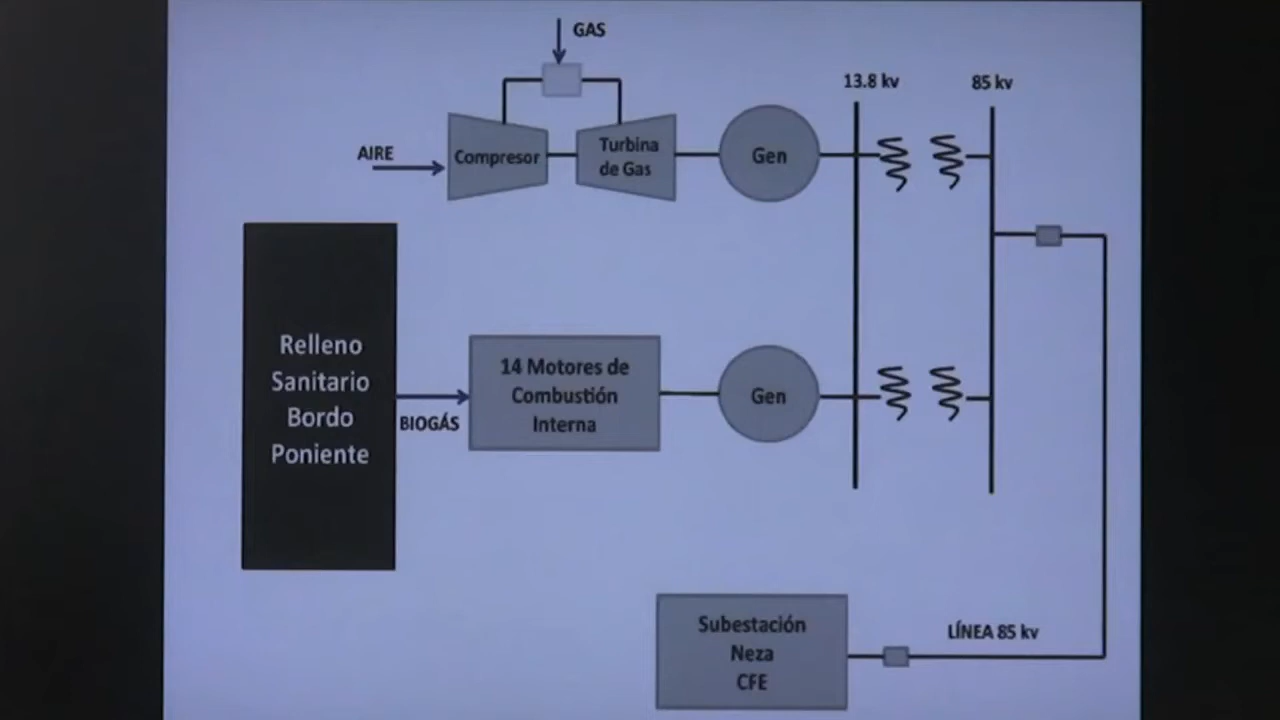 GAS
13.8 kv
85 kv
AIRE
Compresor
Turbina
de Gas
Gen
Relleno
Sanitario
Bordo
Poniente
BIOGÁS
14 Motores de
Combustión
Interna
Gen
Subestación
Neza
CFE
LÍNEA 85 kv